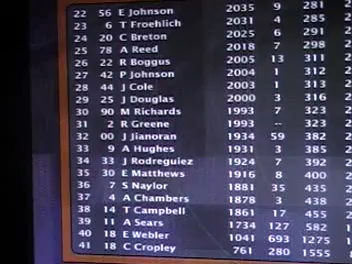 22 56 E Johnson 2035 9 281
23 6 T Froehlich 2031 4 285
24 20 C Breton 2025 6 291
25 78 A Reed 2018 7 298
26 22 R Boggus 2005 13 311
27 42 P Johnson 2004 1 312
28 44 J Cole 2003 1 313
29 25 J Douglas 2000 3 316
30 90 M Richards 1993 7 323
31 2 R Greene 1993 -- 323
32 00 J Jianoran 1934 59 382
33 9 A Hughes 1931 3 385
34 33 J Rodreguiez 1924 7 392
35 30 E Matthews 1916 8 400
36 7 S Naylor 1881 35 435
37 4 A Chambers 1878 3 438
38 14 T Campbell 1861 17 455
39 11 A Sears 1734 127 582
40 18 E Webler 1041 693 1275
41 18 C Cropley 761 280 1555